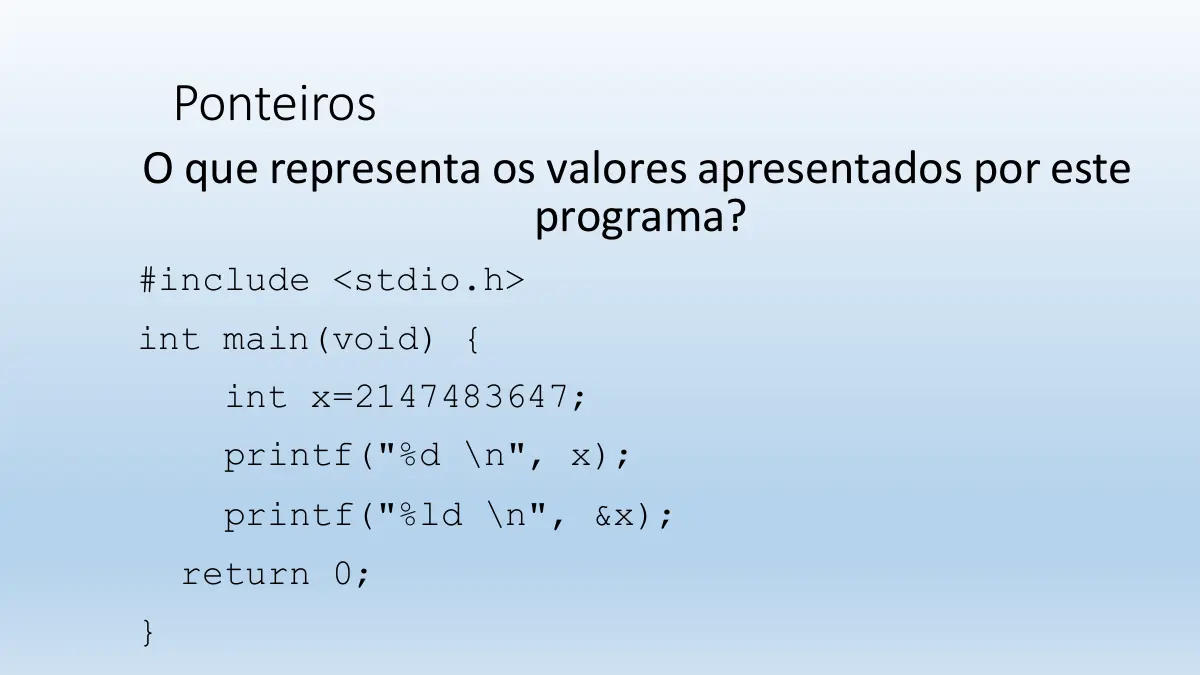 Ponteiros
O que representa os valores apresentados por este
programa?
#include <stdio.h>
int main(void) {
    int x=2147483647;
    printf("%d \n", x);
    printf("%ld \n", &x);
  return 0;
}